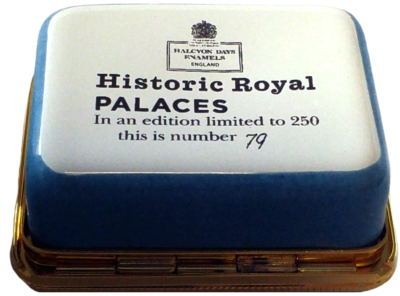 HALCYON DAYS
ENAMELS
ENGLAND
Historic Royal
PALACES
In an edition limited to 250
this is number 79